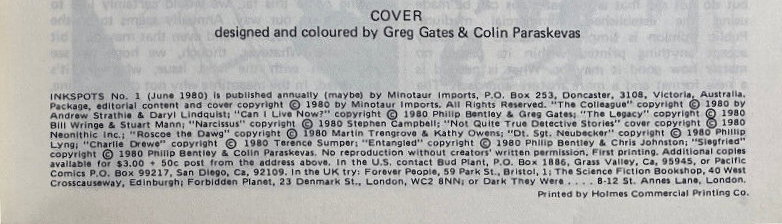 COVER
designed and coloured by Greg Gates & Colin Paraskevas
INKSPOTS No. 1 (June 1980) is published annually (maybe) by Minotaur Imports, P.O. Box 253, Doncaster, 3108, Victoria, Australia.
Package, editorial content and cover copyright © 1980 by Minotaur Imports. All Rights Reserved. "The Colleague" copyright © 1980 by
Andrew Strathie & Daryl Lindquist; "Can I Live Now?" copyright © 1980 Philip Bentley & Greg Gates; "The Legacy" copyright © 1980
Bill Wringe & Stuart Mann; "Narcissus" copyright © 1980 Stephen Campbell; "Not Quite True Detective Stories" cover copyright © 1980
Neonithic Inc.; "Roscoe the Dawg" copyright © 1980 Martin Trengrove & Kathy Owens; "Dt. Sgt. Neubecker" copyright © 1980 Phillip
Lyng; "Charlie Drewe" copyright © 1980 Terence Sumper; "Entangled" copyright © 1980 Philip Bentley & Chris Johnston; "Siegfried"
copyright © 1980 Philip Bentley & Colin Paraskevas. No reproduction without creators' written permission. First printing. Additional copies
available for $3.00 + 50c post from the address above. In the U.S. contact Bud Plant, P.O. Box 1886, Grass Valley, Ca, 95945, or Pacific
Comics P.O. Box 99217, San Diego, Ca, 92109. In the UK try: Forever People, 59 Park St., Bristol, 1; The Science Fiction Bookshop, 40 West
Crosscauseway, Edinburgh; Forbidden Planet, 23 Denmark St., London, WC2 8NN; or Dark They Were . . . . 8-12 St. Annes Lane, London.
Printed by Holmes Commercial Printing Co.